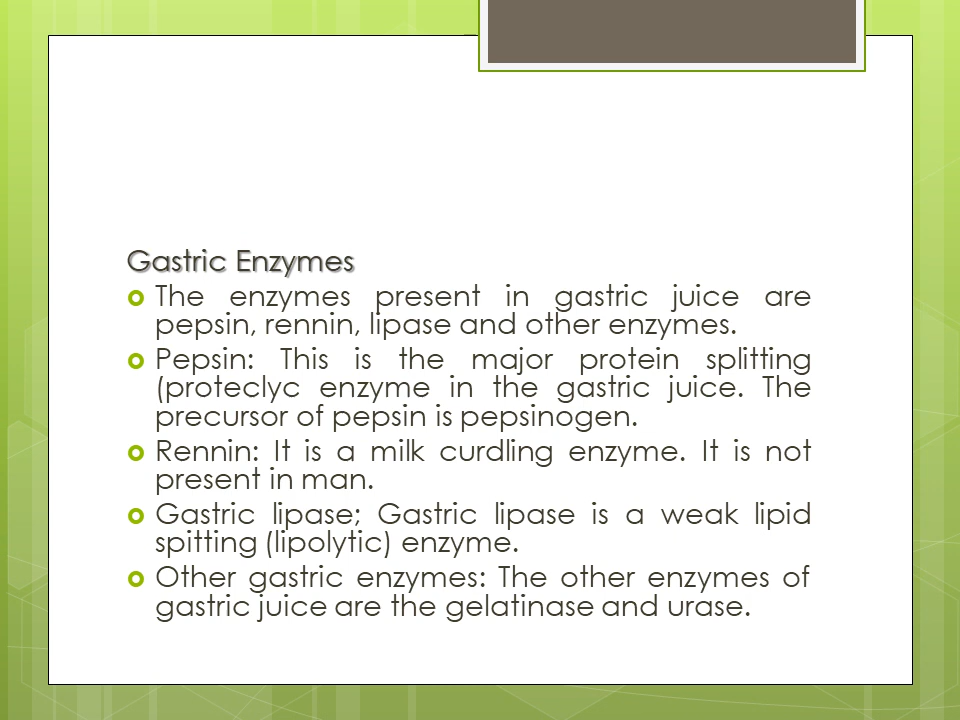 Gastric Enzymes
The enzymes present in gastric juice are
pepsin, rennin, lipase and other enzymes.
Pepsin: This is the major protein splitting
(proteclyc enzyme in the gastric juice. The
precursor of pepsin is pepsinogen.
Rennin: It is a milk curdling enzyme. It is not
present in man.
Gastric lipase; Gastric lipase is a weak lipid
spitting (lipolytic) enzyme.
Other gastric enzymes: The other enzymes of
gastric juice are the gelatinase and urase.